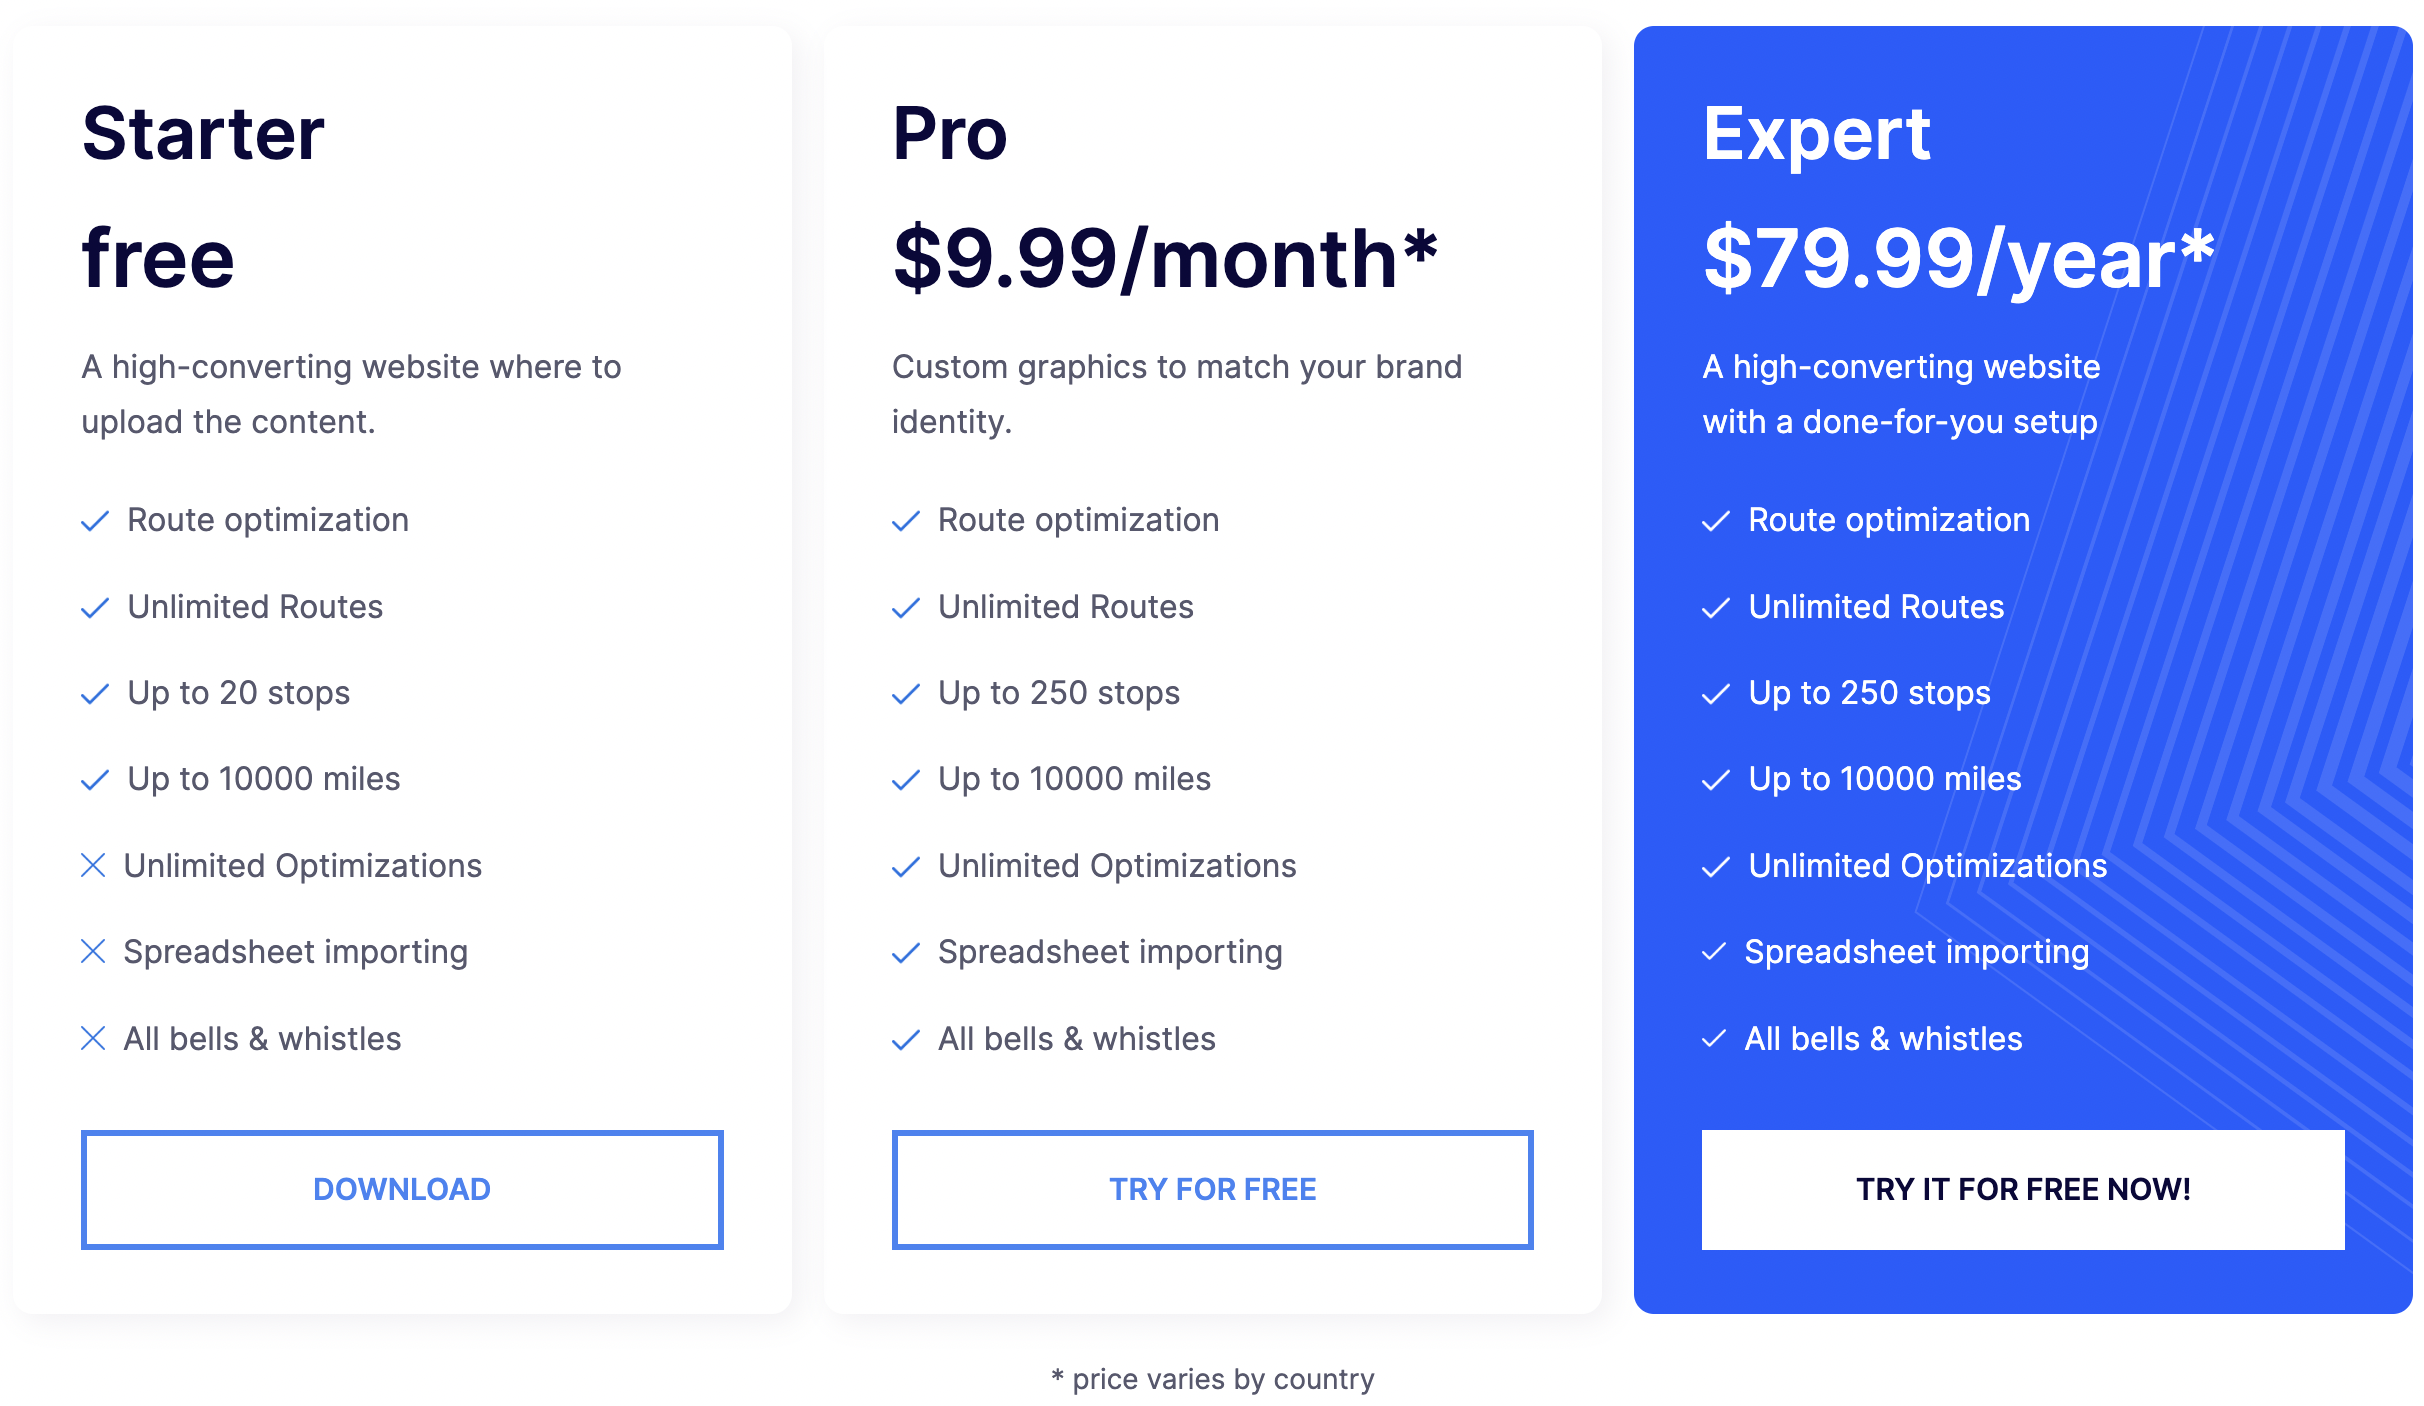 Starter
free
A high-converting website where to
upload the content.
Route optimization
Unlimited Routes
Up to 20 stops
Up to 10000 miles
Unlimited Optimizations
Spreadsheet importing
All bells & whistles
DOWNLOAD
Pro
$9.99/month*
Custom graphics to match your brand
identity.
Route optimization
Unlimited Routes
Up to 250 stops
Up to 10000 miles
Unlimited Optimizations
Spreadsheet importing
All bells & whistles
TRY FOR FREE
Expert
$79.99/year*
A high-converting website
with a done-for-you setup
Route optimization
Unlimited Routes
Up to 250 stops
Up to 10000 miles
Unlimited Optimizations
Spreadsheet importing
All bells & whistles
TRY IT FOR FREE NOW!
* price varies by country